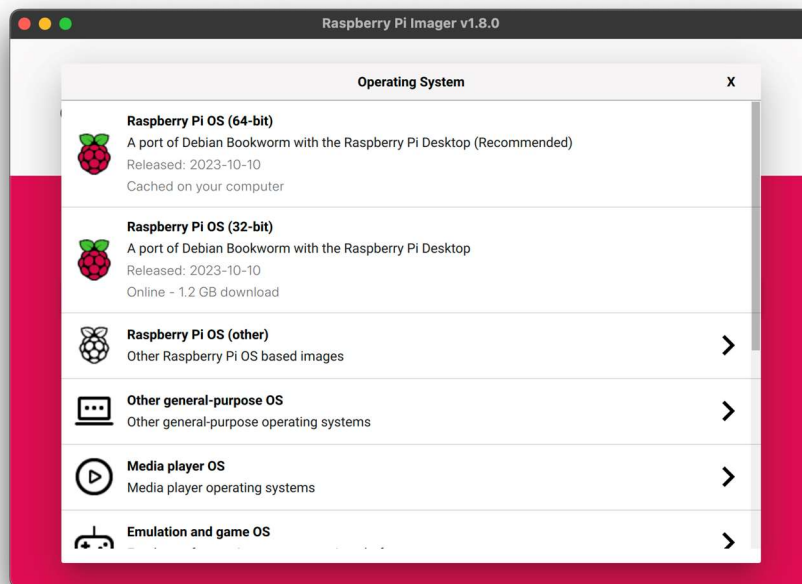 Raspberry Pi Imager v1.8.0
Operating System X
Raspberry Pi OS (64-bit)
A port of Debian Bookworm with the Raspberry Pi Desktop (Recommended)
Released: 2023-10-10
Cached on your computer
Raspberry Pi OS (32-bit)
A port of Debian Bookworm with the Raspberry Pi Desktop
Released: 2023-10-10
Online - 1.2 GB download
Raspberry Pi OS (other)
Other Raspberry Pi OS based images
Other general-purpose OS
Other general-purpose operating systems
Media player OS
Media player operating systems
Emulation and game OS